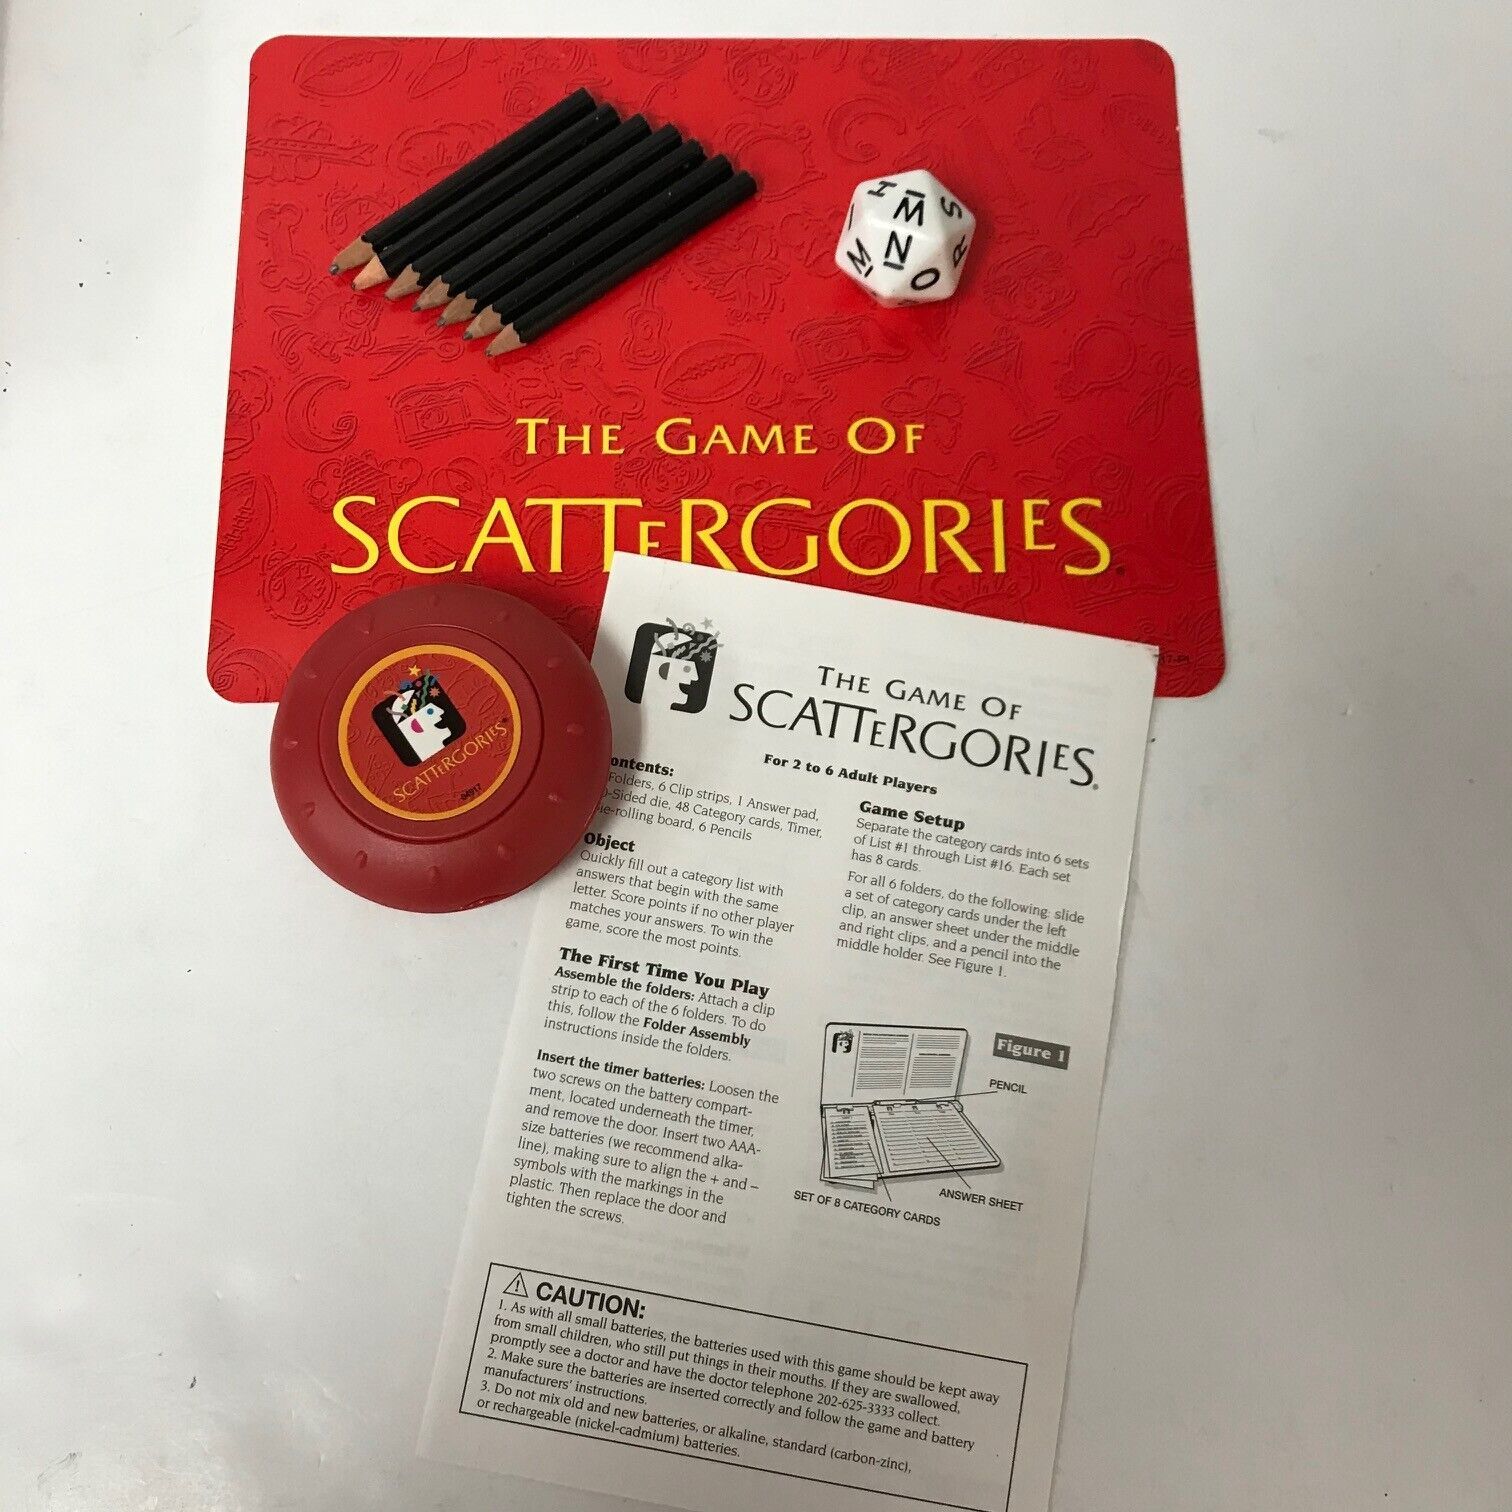 THE GAME OF
SCATTERGORIES
I W S
M N O R
SCATTERGORIES®
04917
THE GAME OF
SCATTERGORIES®
For 2 to 6 Adult Players
Folders, 6 Clip strips, 1 Answer pad,
-Sided die, 48 Category cards, Timer,
-rolling board, 6 Pencils
Object
Quickly fill out a category list with
answers that begin with the same
letter. Score points if no other player
matches your answers. To win the
game, score the most points.
The First Time You Play
Assemble the folders: Attach a clip
strip to each of the 6 folders. To do
this, follow the Folder Assembly
instructions inside the folders.
Insert the timer batteries: Loosen the
two screws on the battery compart-
ment, located underneath the timer,
and remove the door. Insert two AAA-
size batteries (we recommend alka-
line), making sure to align the + and –
symbols with the markings in the
plastic. Then replace the door and
tighten the screws.
Game Setup
Separate the category cards into 6 sets
of List #1 through List #16. Each set
has 8 cards.
For all 6 folders, do the following: slide
a set of category cards under the left
clip, an answer sheet under the middle
and right clips, and a pencil into the
middle holder. See Figure 1.
Figure 1
PENCIL
ANSWER SHEET
SET OF 8 CATEGORY CARDS
CAUTION:
1. As with all small batteries, the batteries used with this game should be kept away
from small children, who still put things in their mouths. If they are swallowed,
promptly see a doctor and have the doctor telephone 202-625-3333 collect.
2. Make sure the batteries are inserted correctly and follow the game and battery
manufacturers' instructions.
3. Do not mix old and new batteries, or alkaline, standard (carbon-zinc),
or rechargeable (nickel-cadmium) batteries.